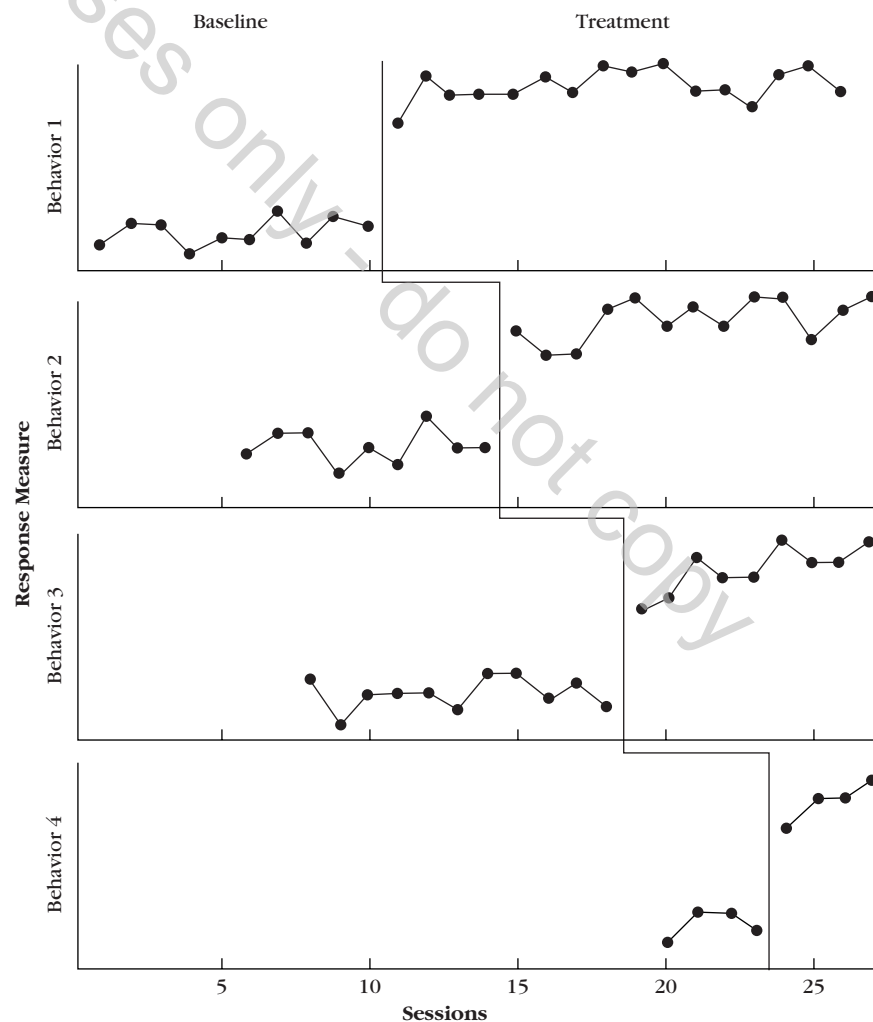 Baseline
Treatment
ses only - do not copy
Response Measure
Behavior 1
Behavior 2
Behavior 3
Behavior 4
5
10
15
20
25
Sessions